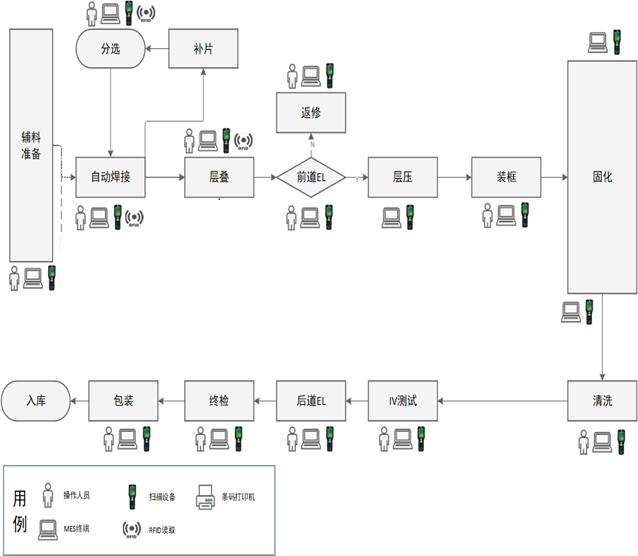 分选
补片
辅料
准备
返修
N
自动焊接
层叠
前道EL
Y
层压
装框
固化
入库
包装
终检
后道EL
IV测试
清洗
用
例
操作人员
扫描设备
条码打印机
MES终端
RFID读取